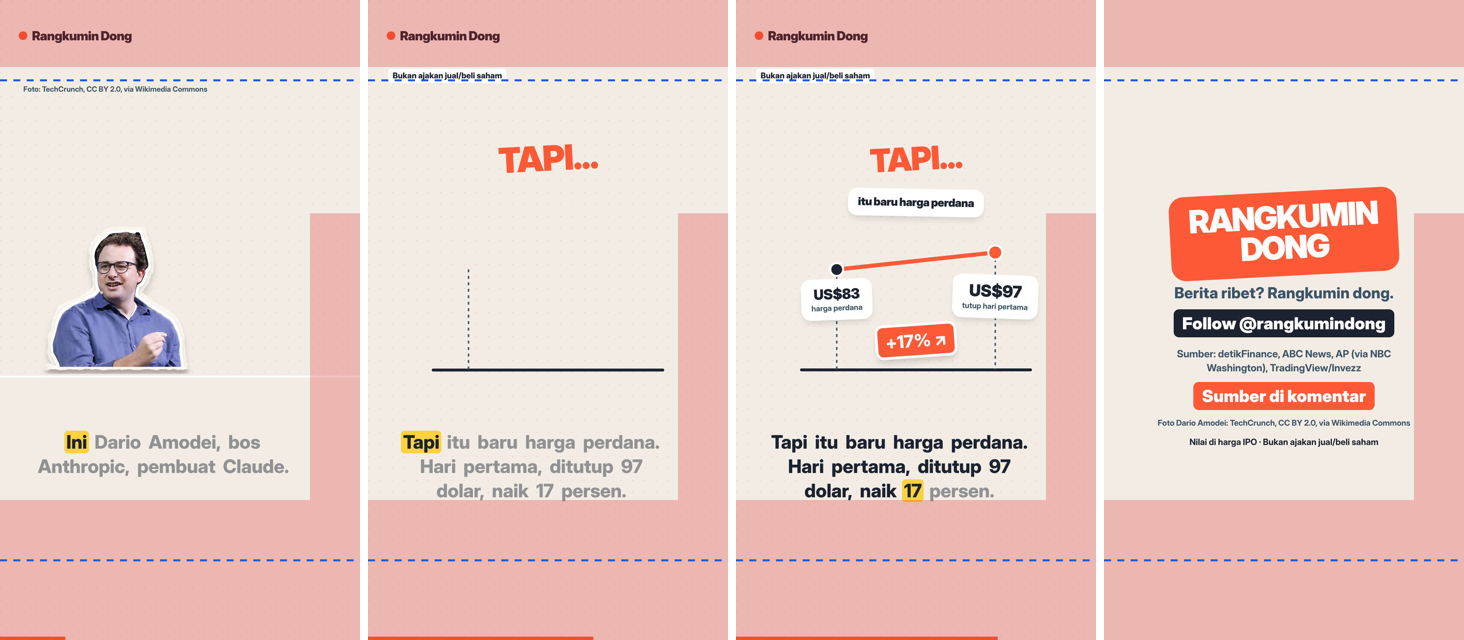 Rangkumin Dong
Foto: TechCrunch, CC BY 2.0, via Wikimedia Commons
Ini Dario Amodei, bos
Anthropic, pembuat Claude.
Rangkumin Dong
Bukan ajakan jual/beli saham
TAPI...
Tapi itu baru harga perdana.
Hari pertama, ditutup 97
dolar, naik 17 persen.
Rangkumin Dong
Bukan ajakan jual/beli saham
TAPI...
itu baru harga perdana
US$83
harga perdana
US$97
tutup hari pertama
+17% ↗
Tapi itu baru harga perdana.
Hari pertama, ditutup 97
dolar, naik 17 persen.
RANGKUMIN
DONG
Berita ribet? Rangkumin dong.
Follow @rangkumindong
Sumber: detikFinance, ABC News, AP (via NBC
Washington), TradingView/Invezz
Sumber di komentar
Foto Dario Amodei: TechCrunch, CC BY 2.0, via Wikimedia Commons
Nilai di harga IPO · Bukan ajakan jual/beli saham